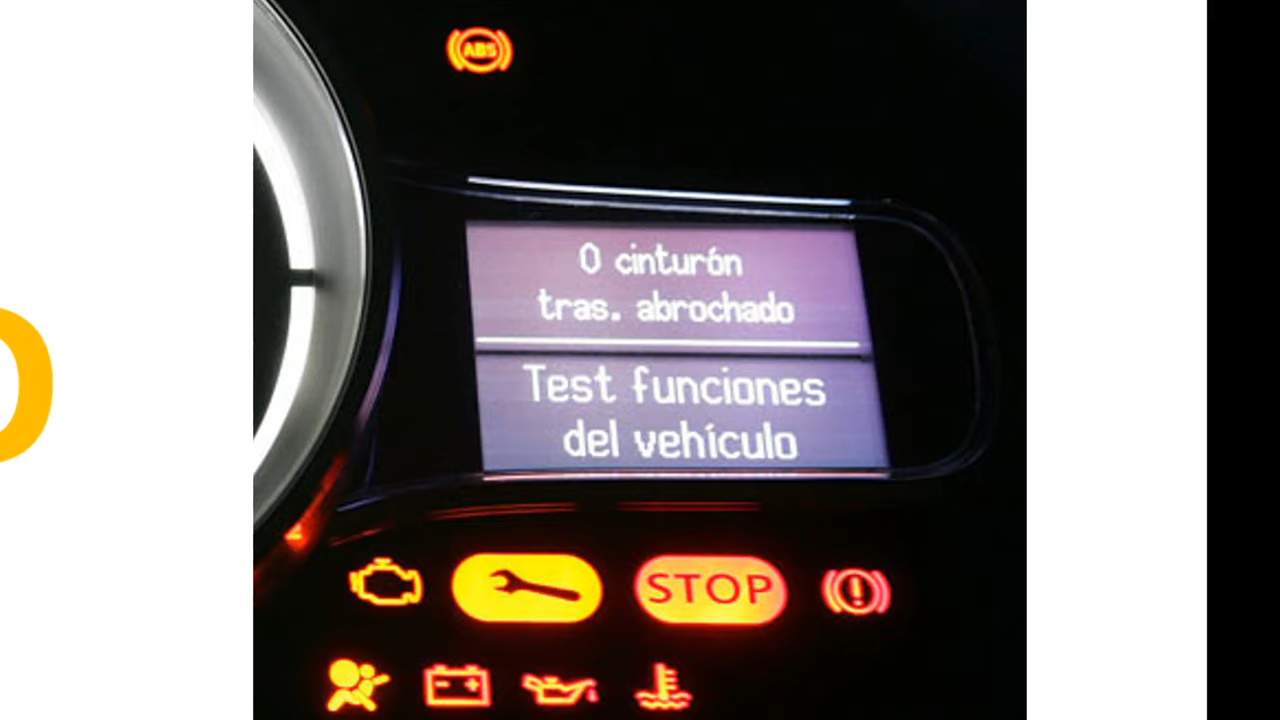 ABS
0 cinturón
tras. abrochado
Test funciones
del vehículo
STOP